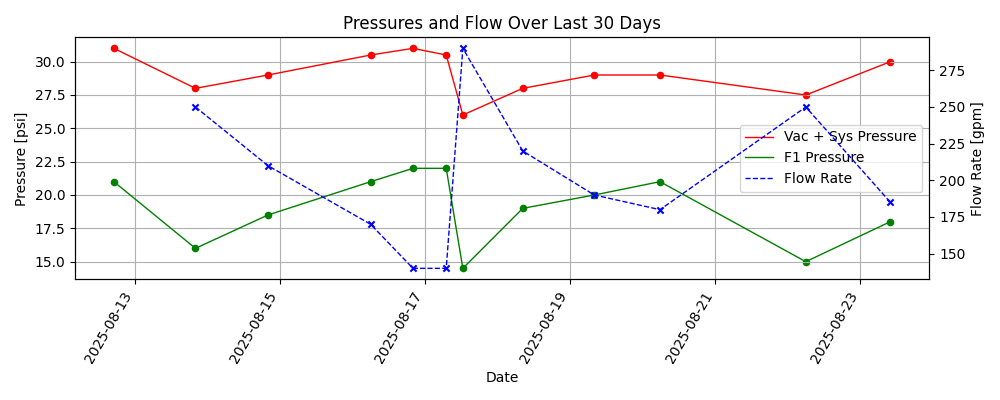 Pressures and Flow Over Last 30 Days
Pressure [psi]
30.0
27.5
25.0
22.5
20.0
17.5
15.0
275
250
225
200
175
150
Flow Rate [gpm]
Vac + Sys Pressure
F1 Pressure
Flow Rate
2025-08-13
2025-08-15
2025-08-17
2025-08-19
2025-08-21
2025-08-23
Date